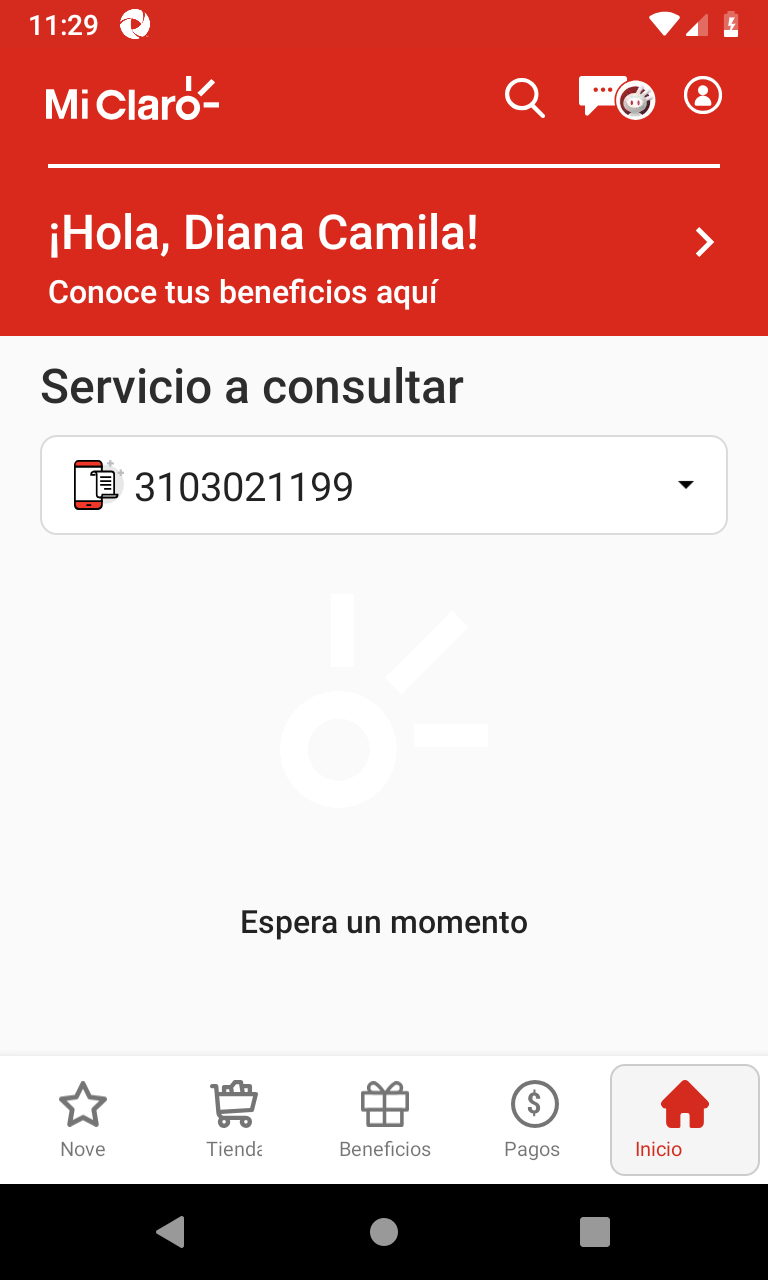 11:29
Mi Claro
¡Hola, Diana Camila!
Conoce tus beneficios aquí
Servicio a consultar
3103021199
Espera un momento
Nove
Tienda
Beneficios
$
Pagos
Inicio